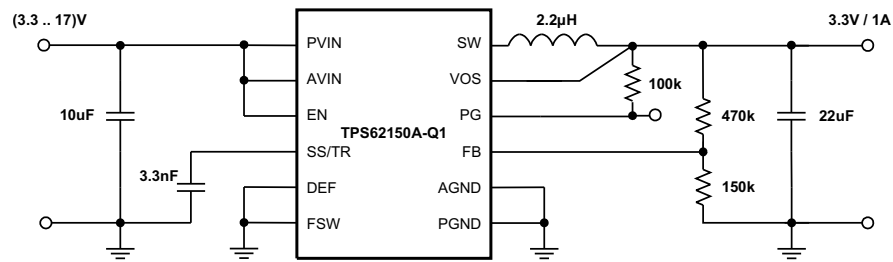 (3.3 .. 17)V
2.2µH
3.3V / 1A
PVIN
SW
AVIN
VOS
100k
10uF
EN
PG
470k
22uF
TPS62150A-Q1
SS/TR
FB
3.3nF
DEF
AGND
150k
FSW
PGND